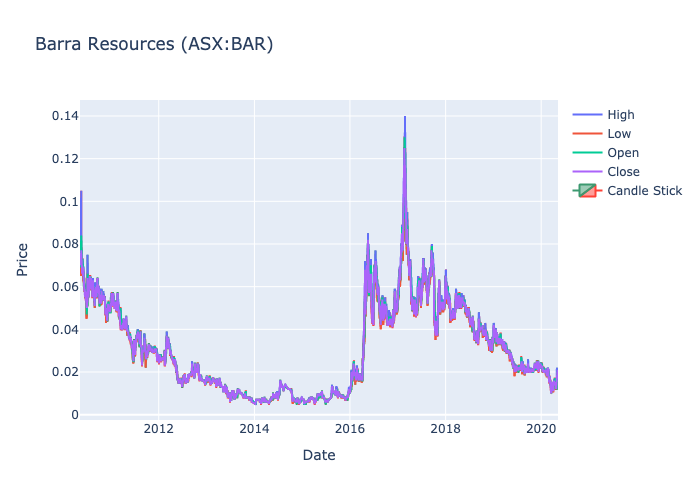 Barra Resources (ASX:BAR)
0.14
0.12
0.1
0.08
0.06
0.04
0.02
0
Price
2012
2014
2016
2018
2020
Date
High
Low
Open
Close
Candle Stick